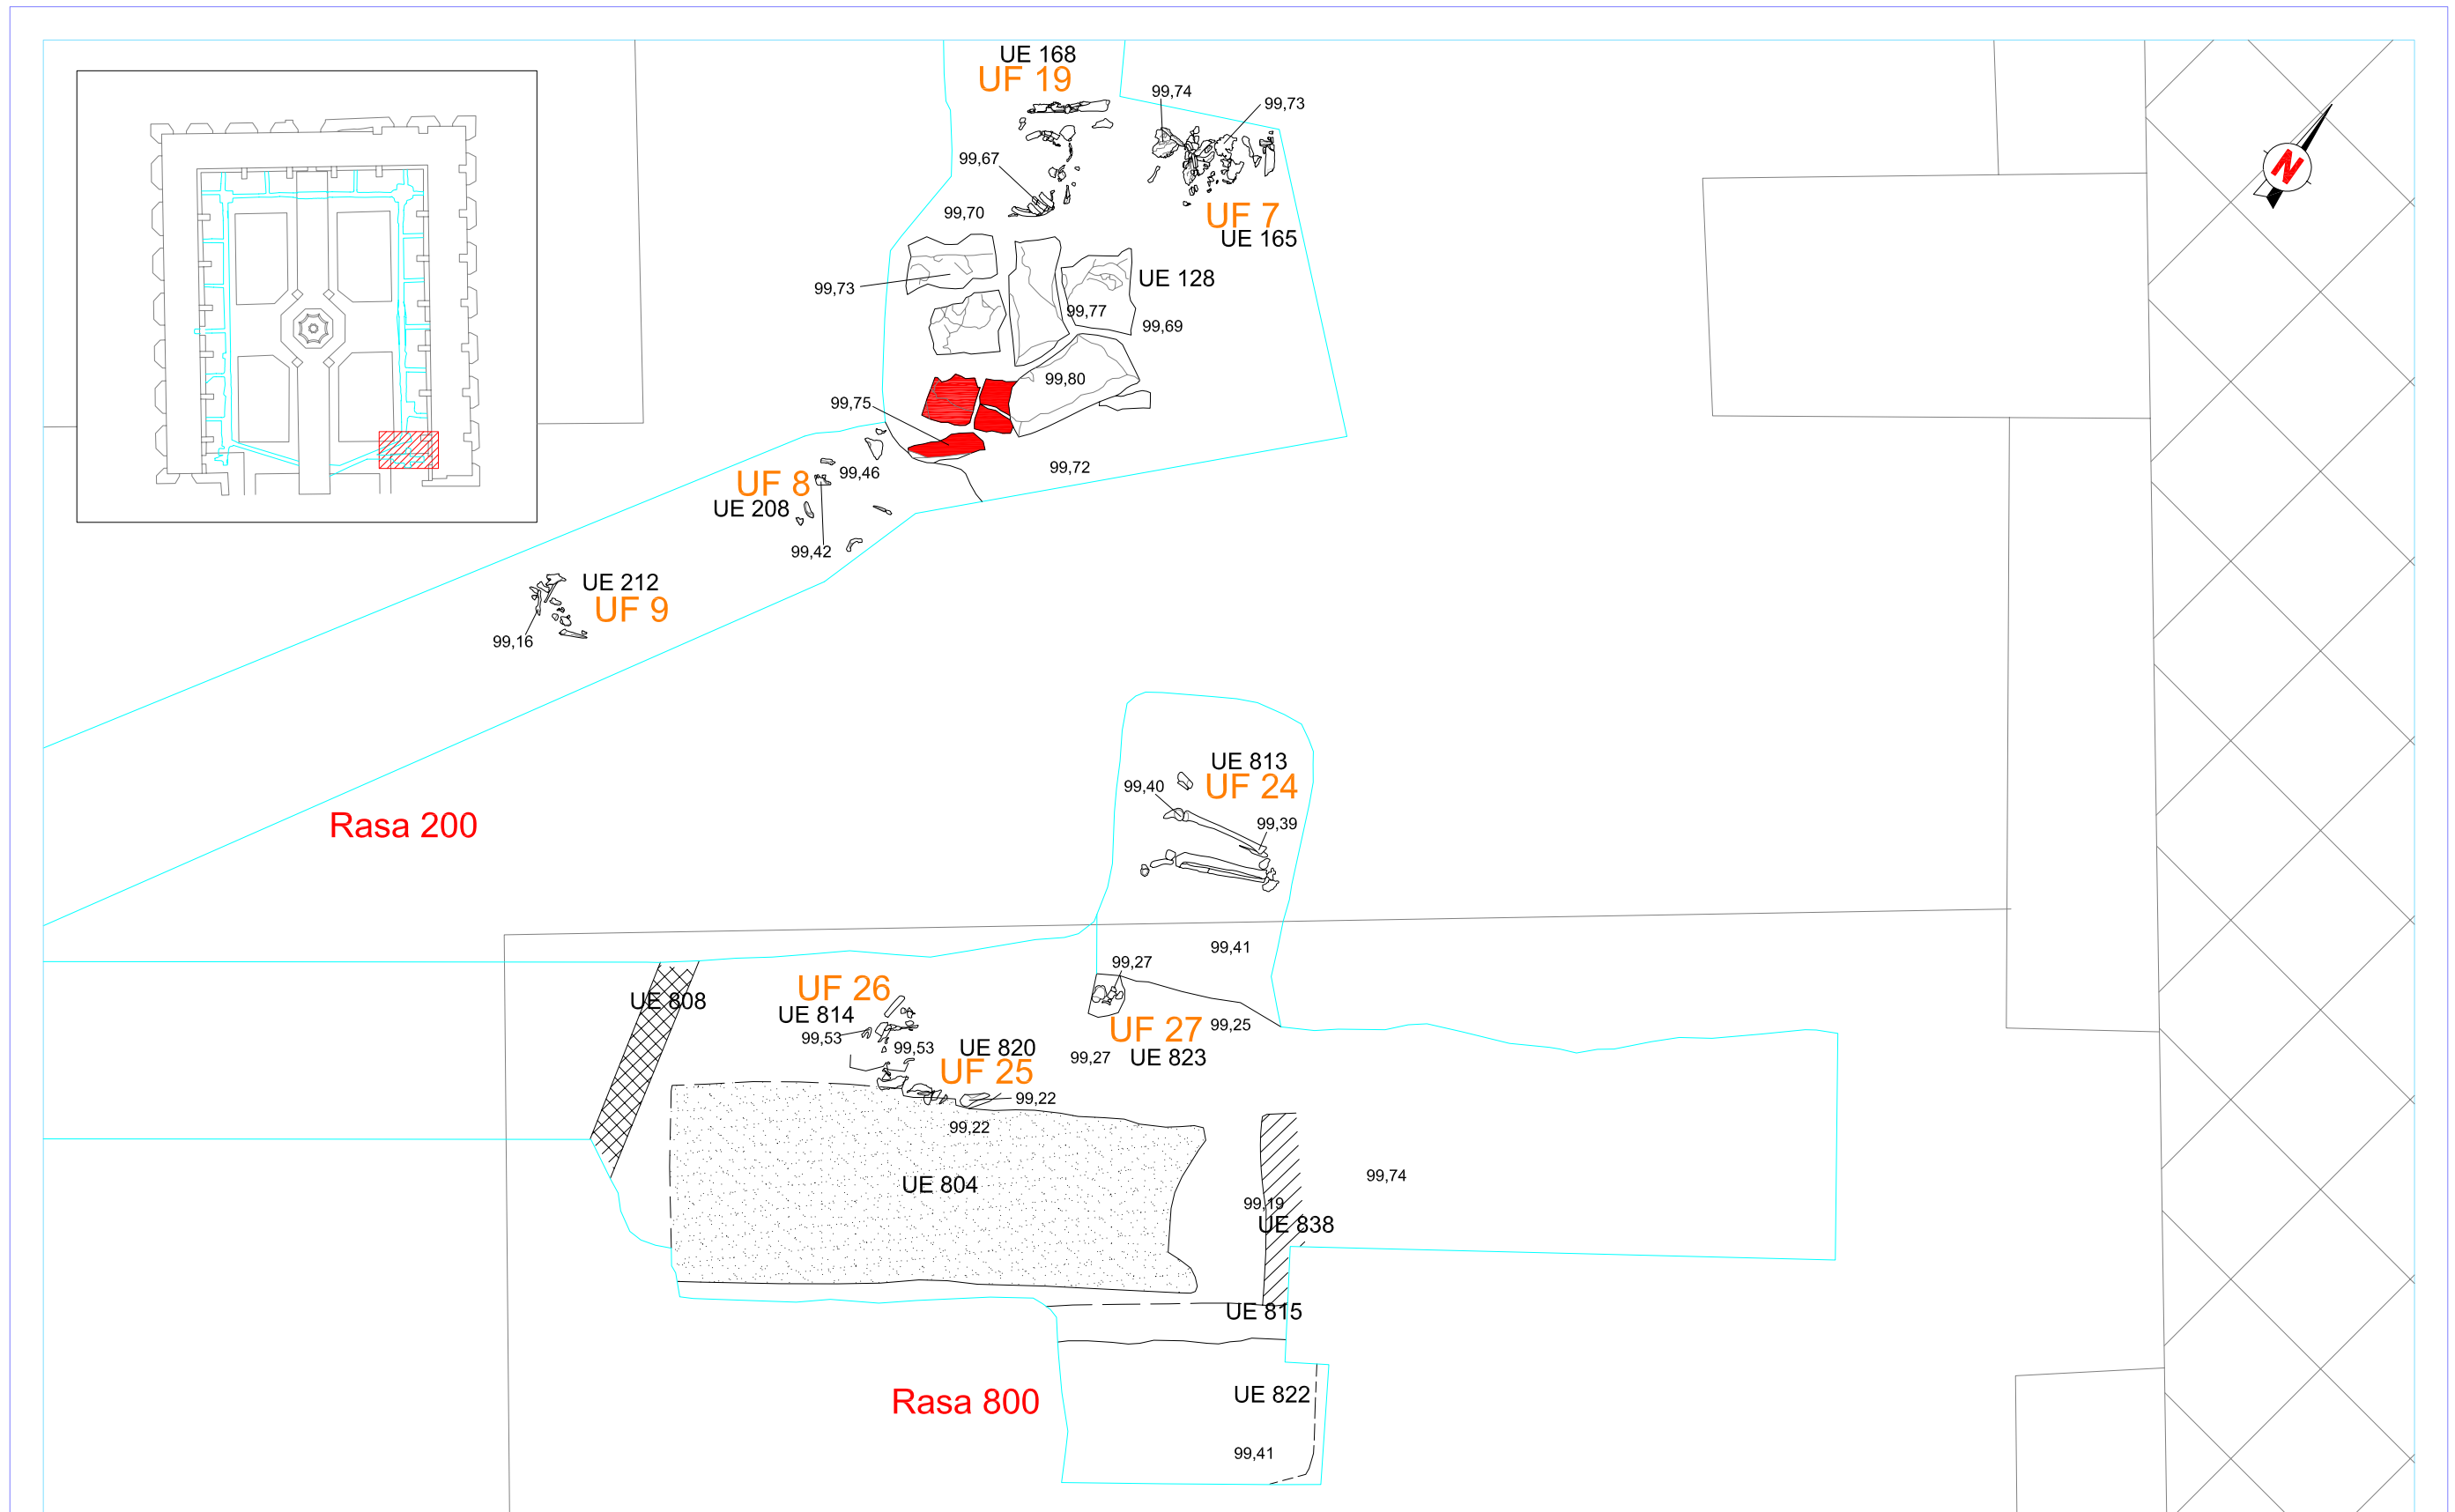 UE 168
UF 19
99,74
99,73
99,67
99,70
UF 7
UE 165
99,73
UE 128
99,77
99,69
99,80
99,75
99,72
99,46
UF 8
UE 208
99,42
UE 212
UF 9
99,16
N
Rasa 200
UE 813
UF 24
99,40
99,39
99,41
99,27
UF 26
UE 808
UE 814
99,53
99,53
UE 820
UF 25
UF 27
99,25
99,27
UE 823
99,22
99,22
UE 804
99,74
99,19
UE 838
UE 815
UE 822
Rasa 800
99,41